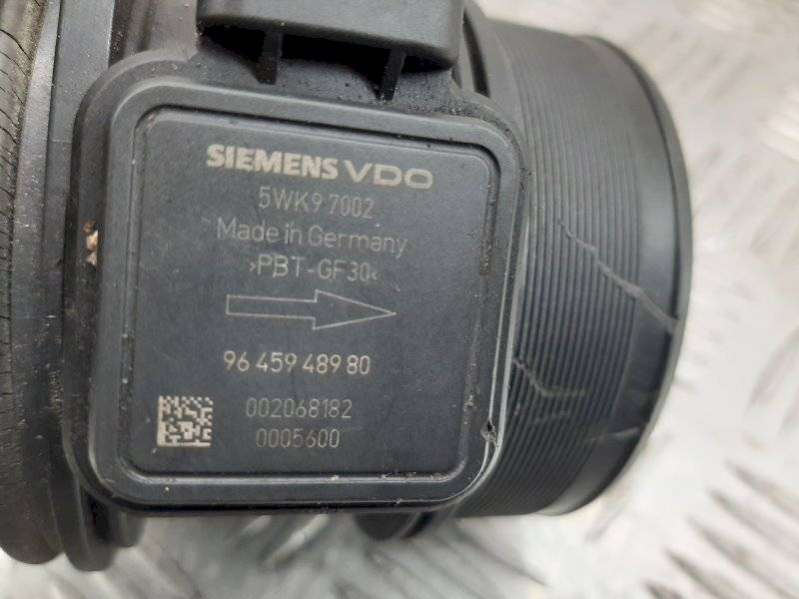 SIEMENS VDO
5WK9 7002
Made in Germany
>PBT-GF30<
96 459 489 80
002068182
0005600